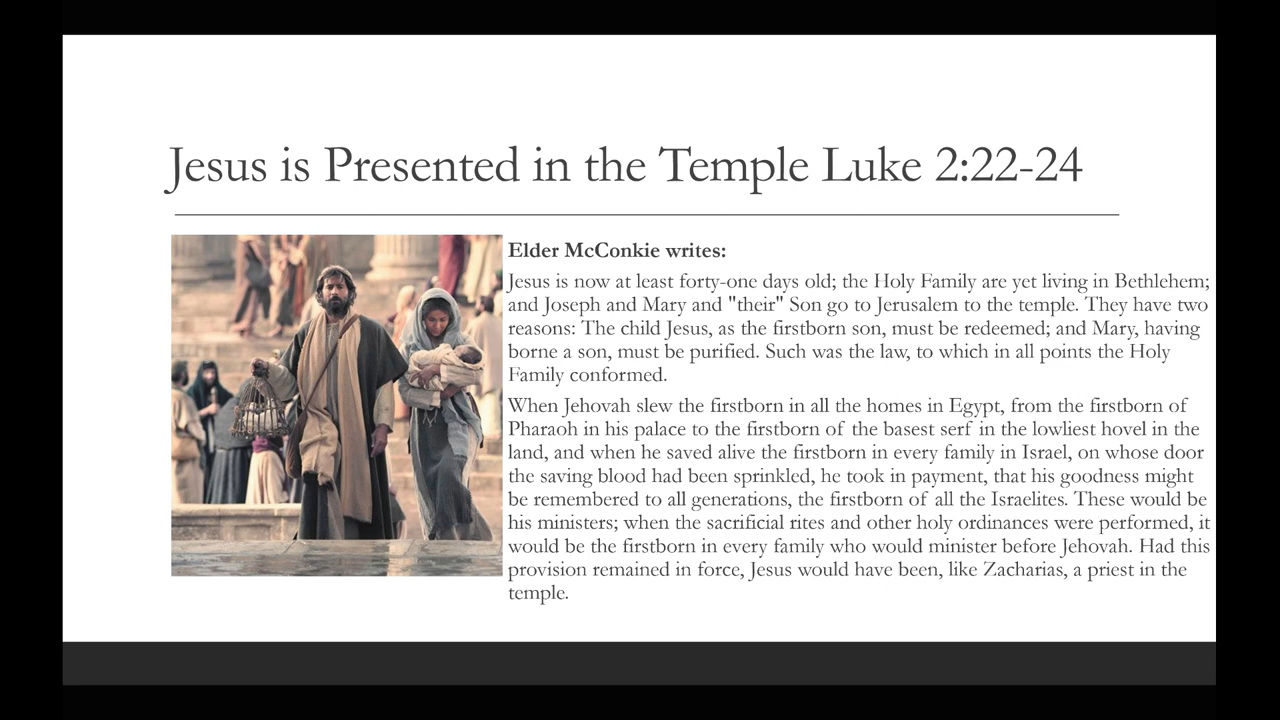 Jesus is Presented in the Temple Luke 2:22-24
Elder McConkie writes:
Jesus is now at least forty-one days old; the Holy Family are yet living in Bethlehem;
and Joseph and Mary and "their" Son go to Jerusalem to the temple. They have two
reasons: The child Jesus, as the firstborn son, must be redeemed; and Mary, having
borne a son, must be purified. Such was the law, to which in all points the Holy
Family conformed.
When Jehovah slew the firstborn in all the homes in Egypt, from the firstborn of
Pharaoh in his palace to the firstborn of the basest serf in the lowliest hovel in the
land, and when he saved alive the firstborn in every family in Israel, on whose door
the saving blood had been sprinkled, he took in payment, that his goodness might
be remembered to all generations, the firstborn of all the Israelites. These would be
his ministers; when the sacrificial rites and other holy ordinances were performed, it
would be the firstborn in every family who would minister before Jehovah. Had this
provision remained in force, Jesus would have been, like Zacharias, a priest in the
temple.